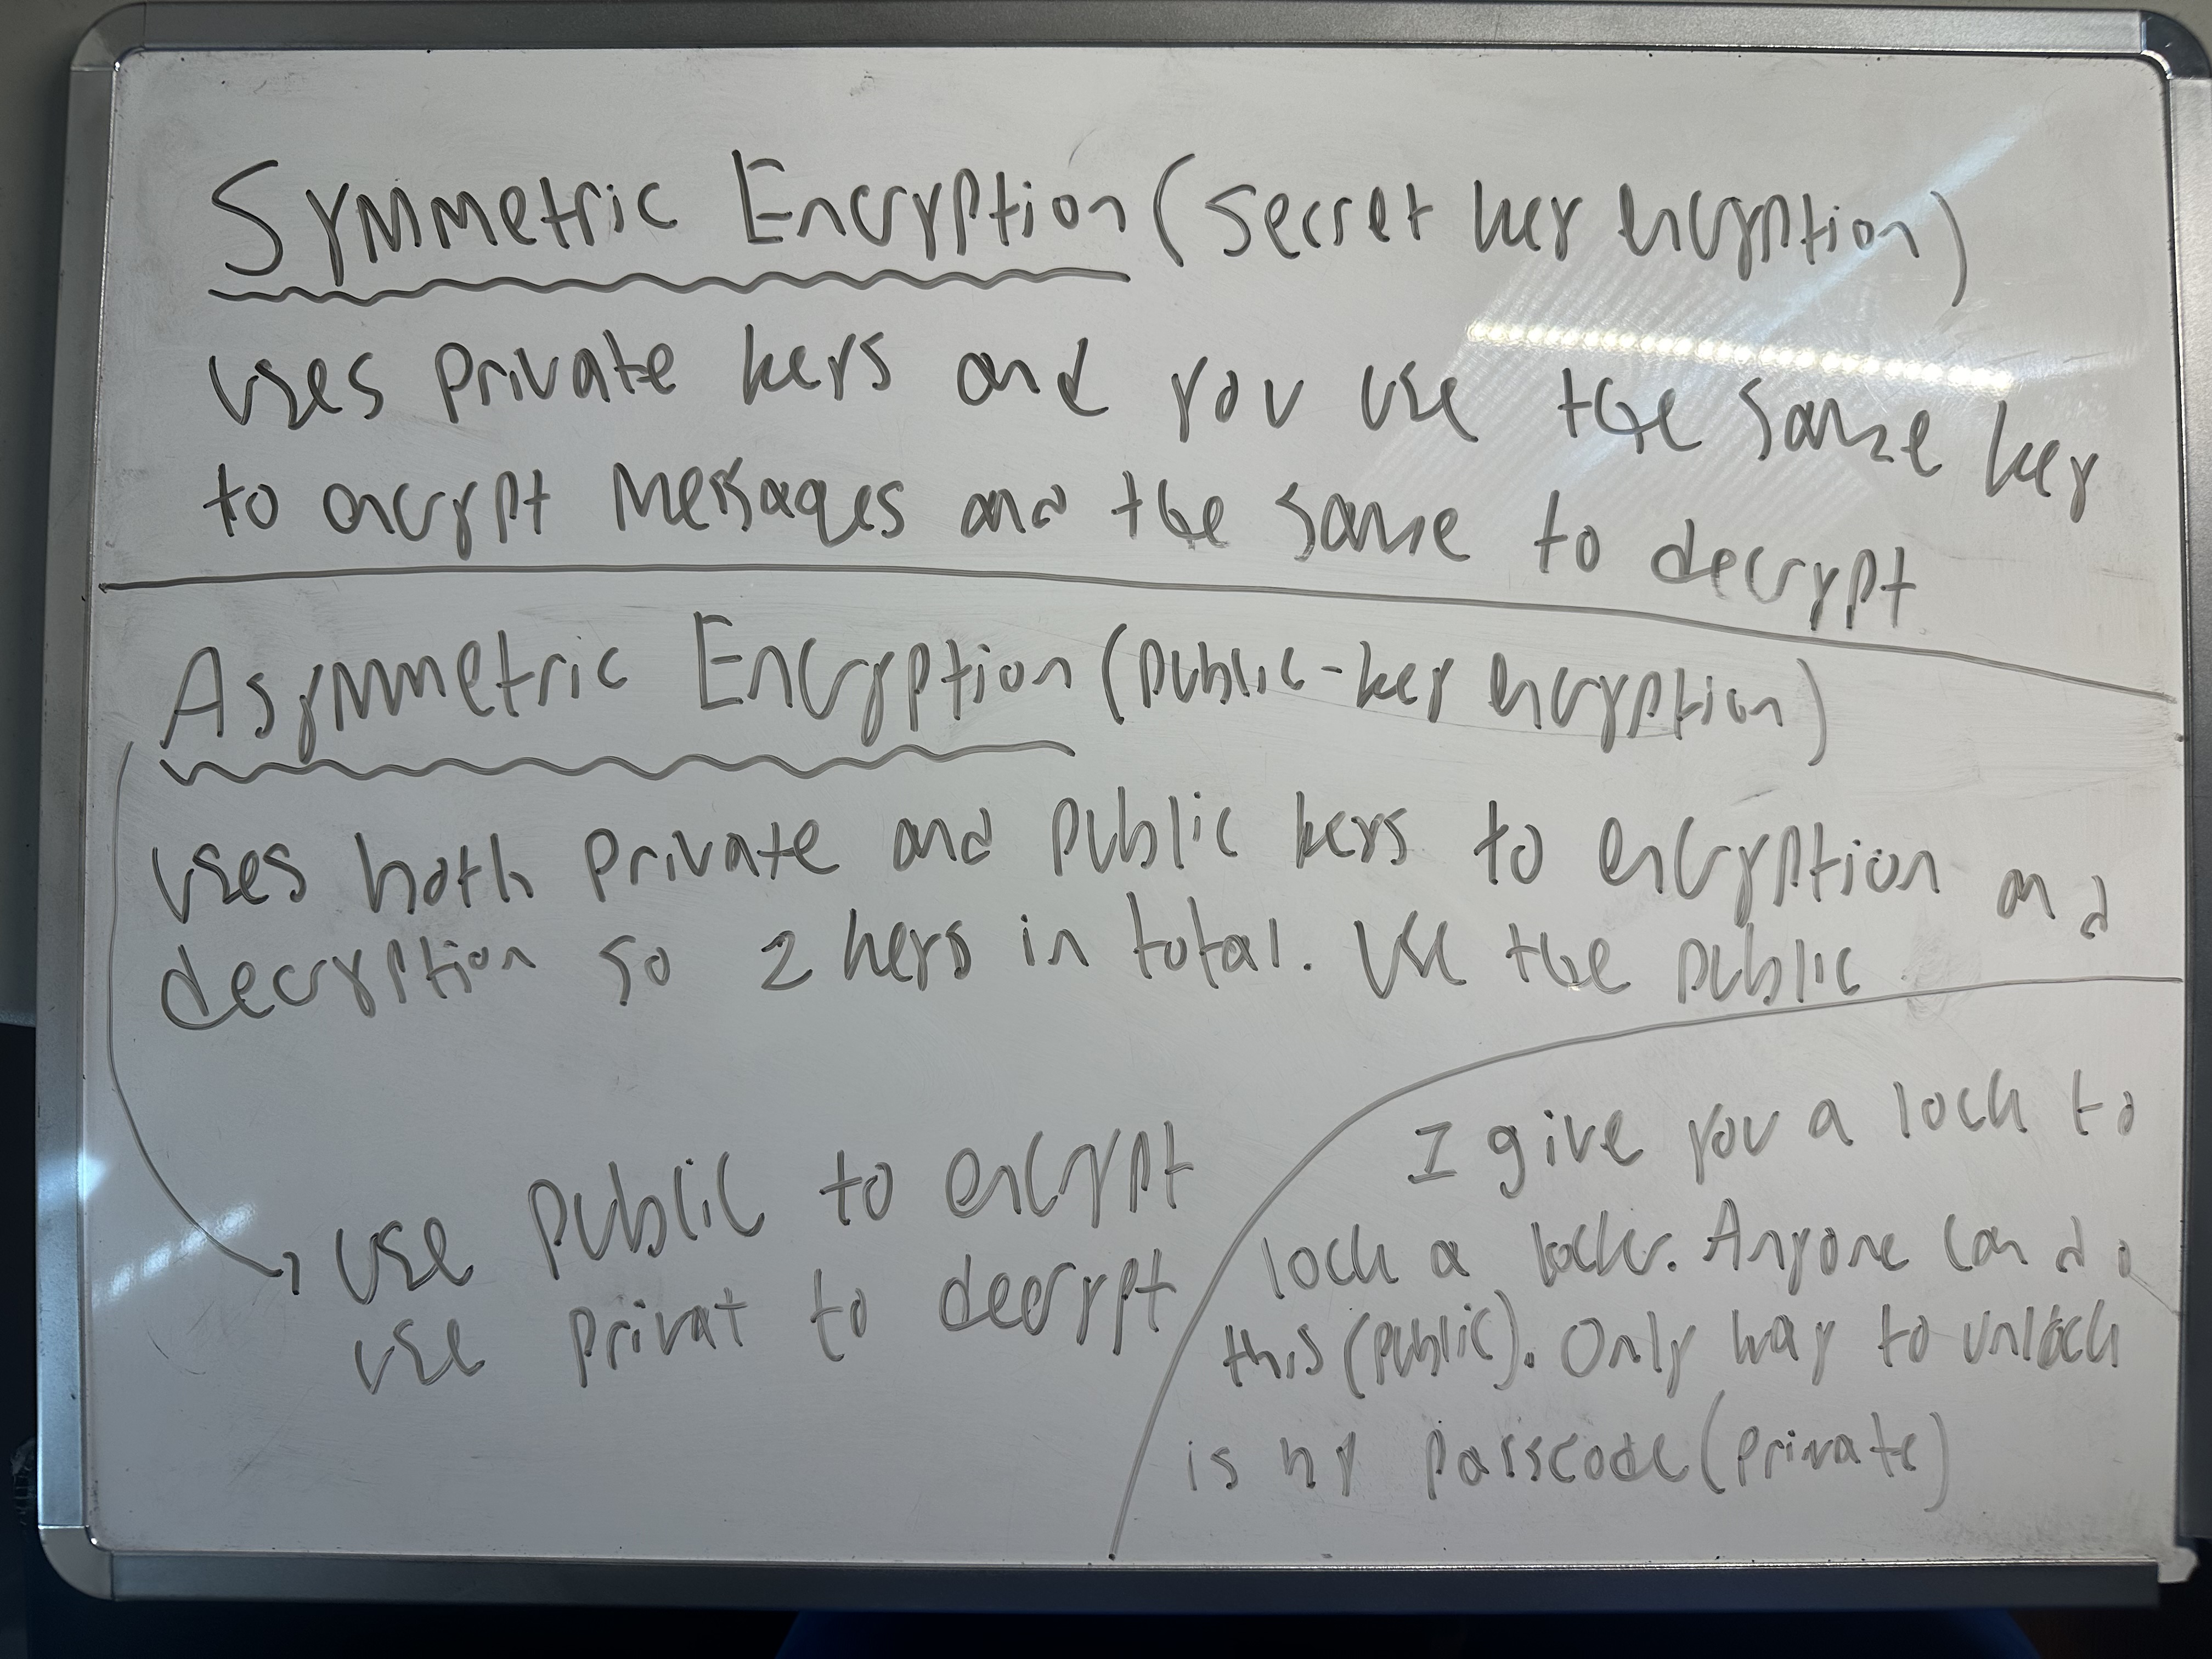 Symmetric Encryption (secret key encryption)
uses private keys and you use the same key
to encrypt messages and the same to decrypt
Asymmetric Encryption (public-key encryption)
uses both private and public keys to encryption and
decryption so 2 keys in total. Use the public
use public to encrypt
use privat to decrypt
I give you a lock to
lock a locker. Anyone can do
this (public). Only way to unlock
is my passcode (private)